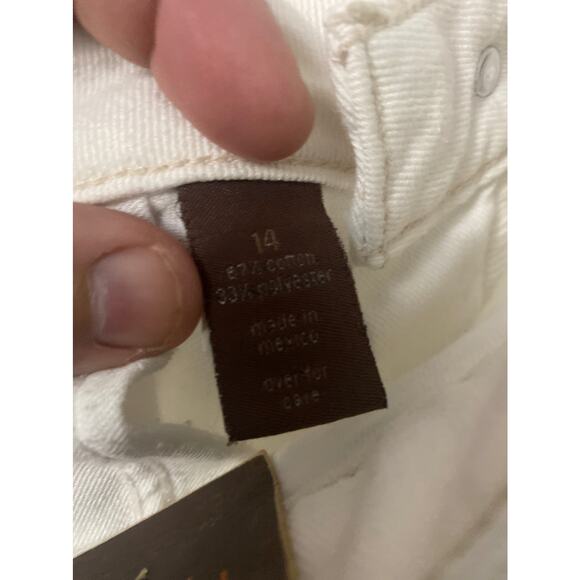 14
67% cotton
33% polyester
made in
mexico
over for
care